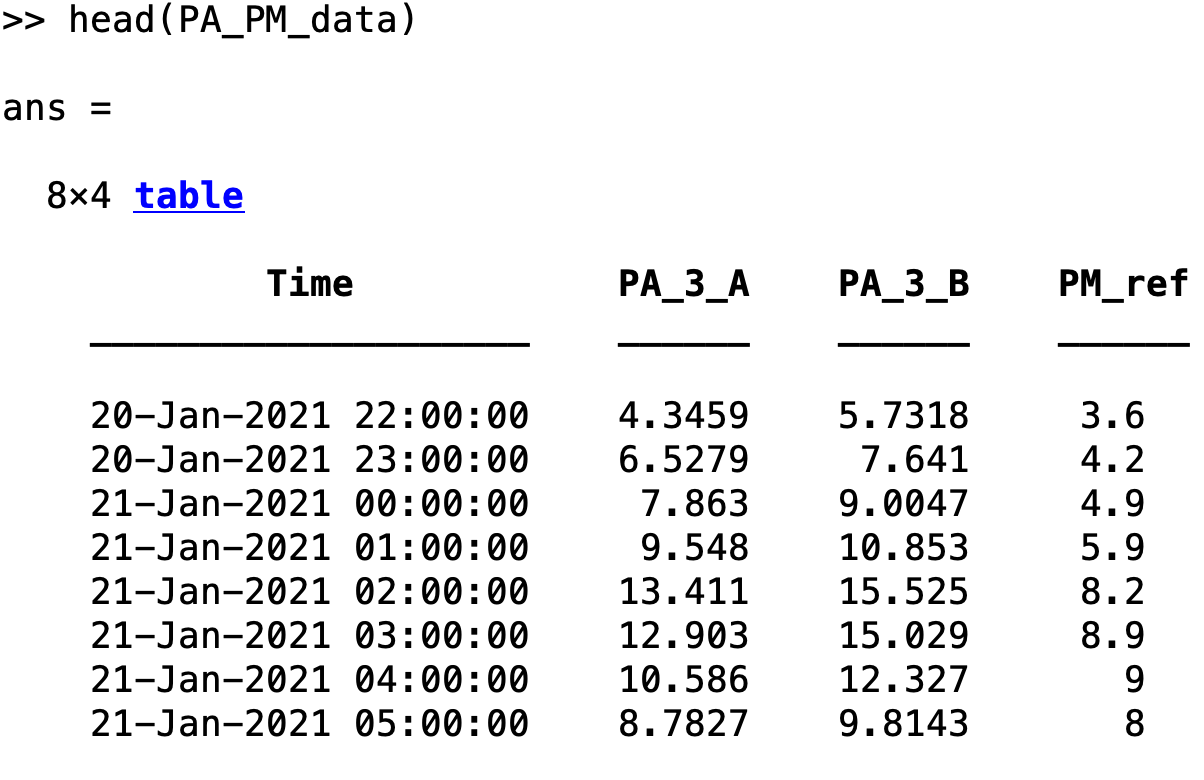 >> head(PA_PM_data)
ans =
8×4 table
Time PA_3_A PA_3_B PM_ref
20-Jan-2021 22:00:00 4.3459 5.7318 3.6
20-Jan-2021 23:00:00 6.5279 7.641 4.2
21-Jan-2021 00:00:00 7.863 9.0047 4.9
21-Jan-2021 01:00:00 9.548 10.853 5.9
21-Jan-2021 02:00:00 13.411 15.525 8.2
21-Jan-2021 03:00:00 12.903 15.029 8.9
21-Jan-2021 04:00:00 10.586 12.327 9
21-Jan-2021 05:00:00 8.7827 9.8143 8